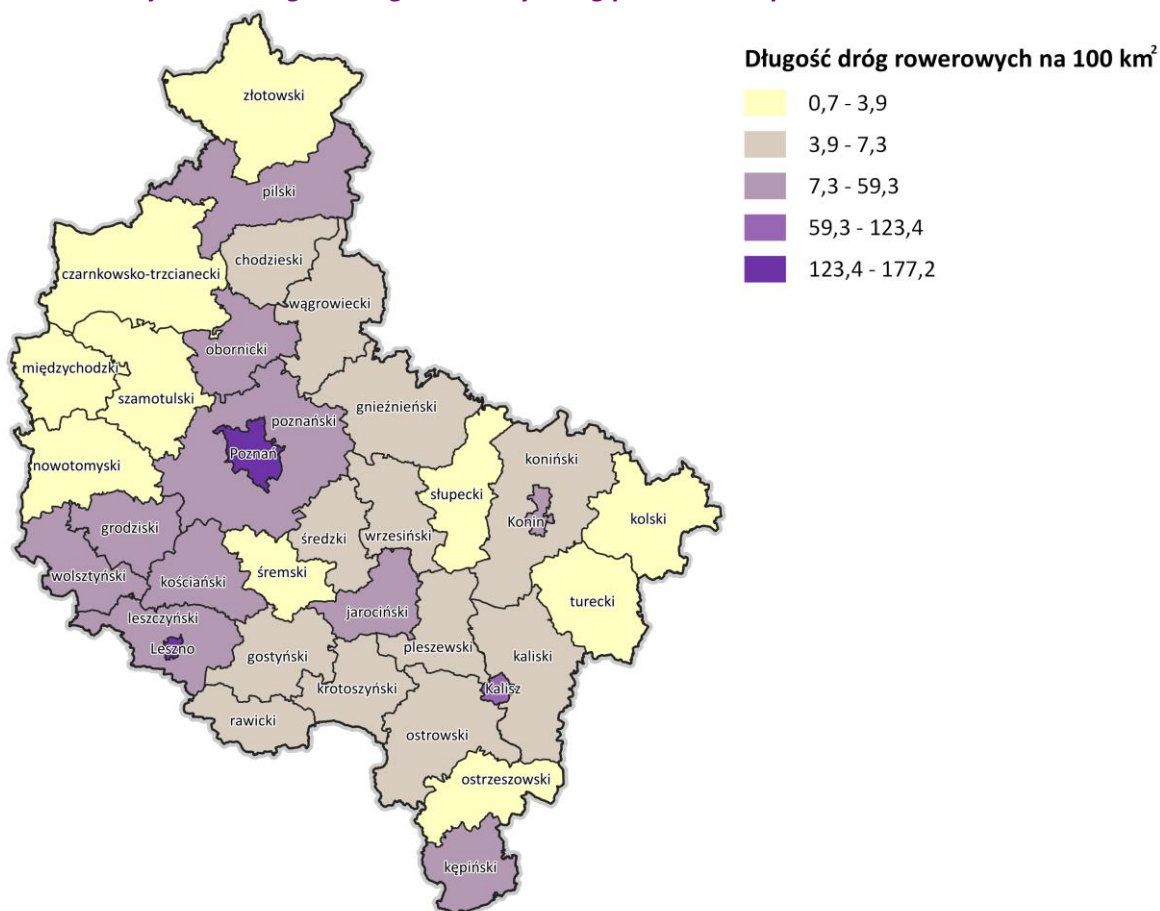 Długość dróg rowerowych na 100 km²
0,7 - 3,9
3,9 - 7,3
7,3 - 59,3
59,3 - 123,4
123,4 - 177,2
złotowski
pilski
chodzieski
czarnkowsko-trzcianecki
wągrowiecki
obornicki
międzychodzki
szamotulski
gnieźnieński
poznański
Poznań
nowotomyski
koniński
słupecki
Konin
kolski
grodziski
średzki
wrzesiński
wolsztyński
kościański
śremski
turecki
jarociński
leszczyński
Leszno
gostyński
pleszewski
kaliski
krotoszyński
Kalisz
rawicki
ostrowski
ostrzeszowski
kępiński